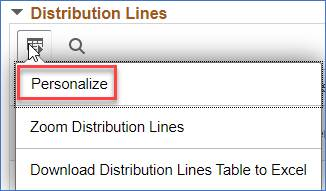 Distribution Lines
Personalize
Zoom Distribution Lines
Download Distribution Lines Table to Excel